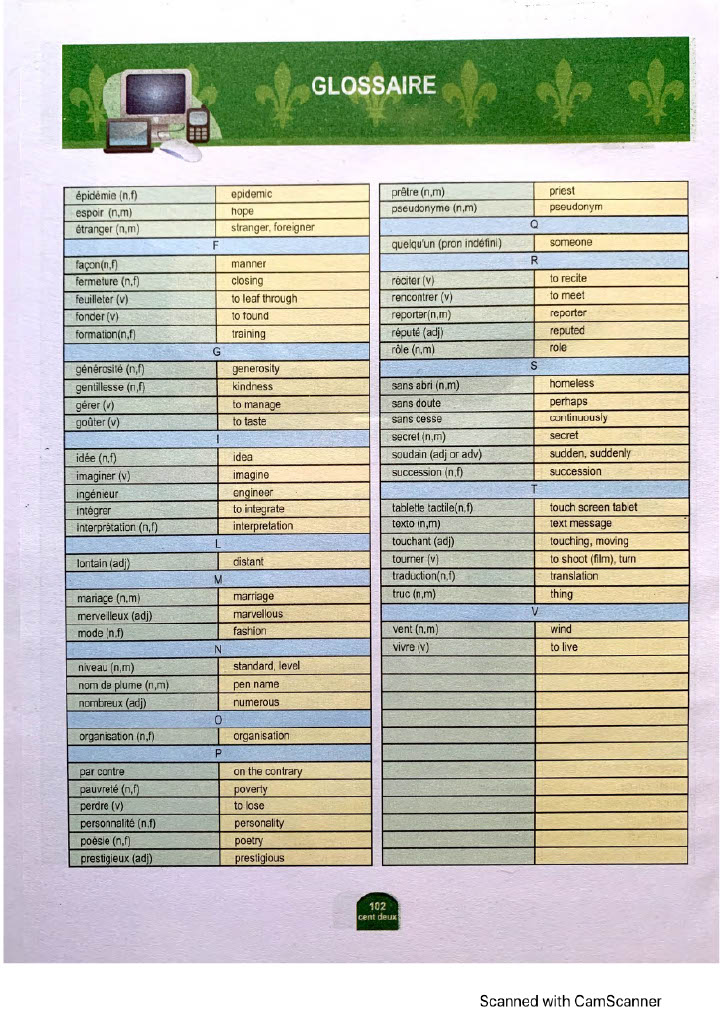 GLOSSAIRE
épidémie (n,f) epidemic
espoir (n,m) hope
étranger (n,m) stranger, foreigner
F
façon(n,f) manner
fermeture (n,f) closing
feuilleter (v) to leaf through
fonder (v) to found
formation(n,f) training
G
générosité (n,f) generosity
gentillesse (n,f) kindness
gérer (v) to manage
goûter (v) to taste
I
idée (n,f) idea
imaginer (v) imagine
ingénieur engineer
intégrer to integrate
interprètation (n,f) interpretation
L
lontain (adj) distant
M
mariage (n,m) marriage
merveilleux (adj) marvellous
mode (n,f) fashion
N
niveau (n,m) standard, level
nom de plume (n,m) pen name
nombreux (adj) numerous
O
organisation (n,f) organisation
P
par contre on the contrary
pauvreté (n,f) poverty
perdre (v) to lose
personnalité (n,f) personality
poèsie (n,f) poetry
prestigieux (adj) prestigious
prêtre (n,m) priest
pseudonyme (n,m) pseudonym
Q
quelqu'un (pron indéfini) someone
R
réciter (v) to recite
rencontrer (v) to meet
reporter(n,m) reporter
réputé (adj) reputed
rôle (n,m) role
S
sans abri (n,m) homeless
sans doute perhaps
sans cesse continuously
secret (n,m) secret
soudain (adj or adv) sudden, suddenly
succession (n,f) succession
T
tablette tactile(n,f) touch screen tablet
texto (n,m) text message
touchant (adj) touching, moving
tourner (v) to shoot (film), turn
traduction(n,f) translation
truc (n,m) thing
V
vent (n,m) wind
vivre (v) to live
102
cent deux
Scanned with CamScanner